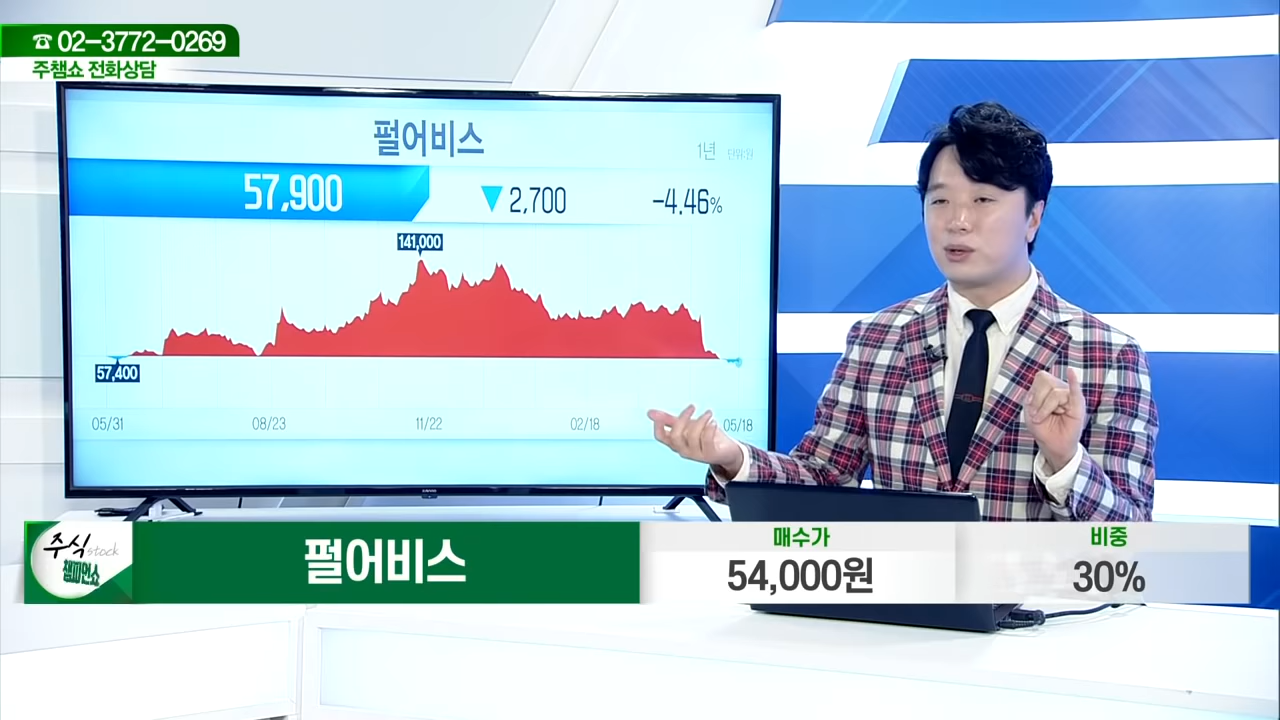 ☎ 02-3772-0269
주챔쇼 전화상담
펄어비스
1년 단위:원
57,900 ▼2,700 -4.46%
141,000
57,400
05/31 08/23 11/22 02/18 05/18
주식stock
챔피언쇼
펄어비스
매수가
54,000원
비중
30%